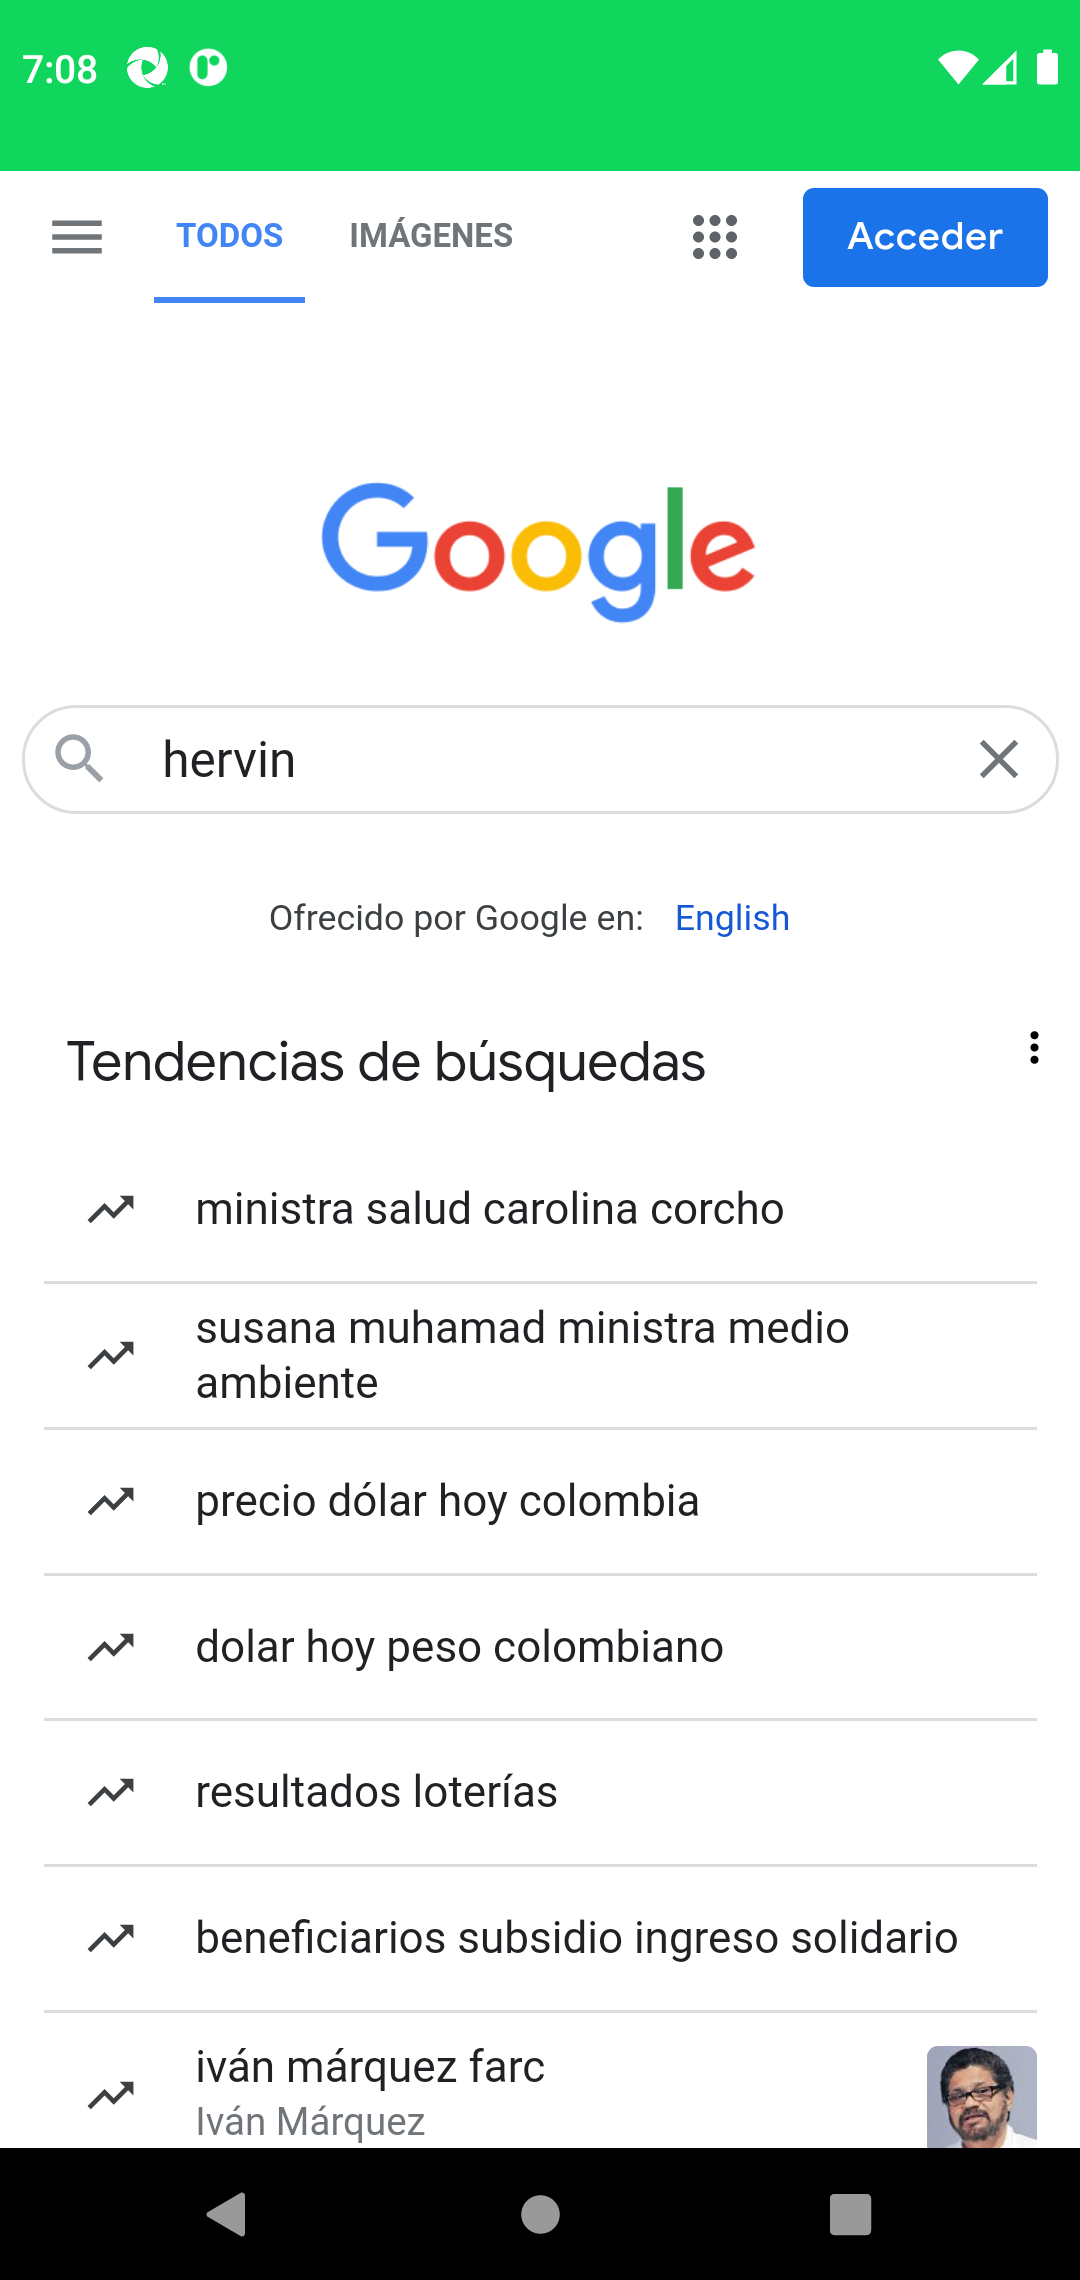 7:08
TODOS
IMÁGENES
Acceder
Google
hervin
Ofrecido por Google en: English
Tendencias de búsquedas
ministra salud carolina corcho
susana muhamad ministra medio
ambiente
precio dólar hoy colombia
dolar hoy peso colombiano
resultados loterías
beneficiarios subsidio ingreso solidario
iván márquez farc
Iván Márquez